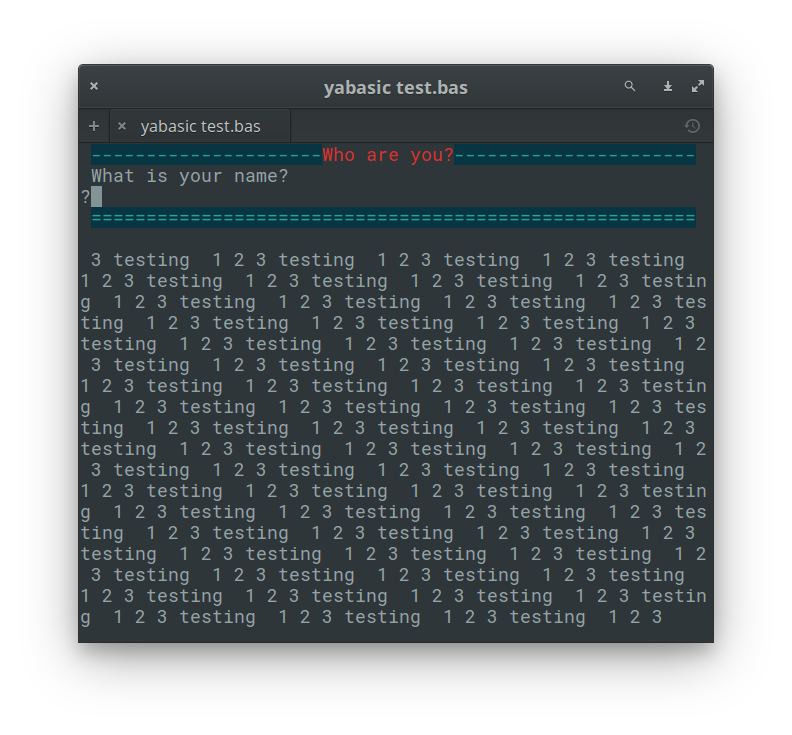 yabasic test.bas
yabasic test.bas
---------------------Who are you?----------------------
What is your name?
?
=======================================================
3 testing  1 2 3 testing  1 2 3 testing  1 2 3 testing
1 2 3 testing  1 2 3 testing  1 2 3 testing  1 2 3 testin
g  1 2 3 testing  1 2 3 testing  1 2 3 testing  1 2 3 tes
ting  1 2 3 testing  1 2 3 testing  1 2 3 testing  1 2 3
testing  1 2 3 testing  1 2 3 testing  1 2 3 testing  1 2
3 testing  1 2 3 testing  1 2 3 testing  1 2 3 testing
1 2 3 testing  1 2 3 testing  1 2 3 testing  1 2 3 testin
g  1 2 3 testing  1 2 3 testing  1 2 3 testing  1 2 3 tes
ting  1 2 3 testing  1 2 3 testing  1 2 3 testing  1 2 3
testing  1 2 3 testing  1 2 3 testing  1 2 3 testing  1 2
3 testing  1 2 3 testing  1 2 3 testing  1 2 3 testing
1 2 3 testing  1 2 3 testing  1 2 3 testing  1 2 3 testin
g  1 2 3 testing  1 2 3 testing  1 2 3 testing  1 2 3 tes
ting  1 2 3 testing  1 2 3 testing  1 2 3 testing  1 2 3
testing  1 2 3 testing  1 2 3 testing  1 2 3 testing  1 2
3 testing  1 2 3 testing  1 2 3 testing  1 2 3 testing
1 2 3 testing  1 2 3 testing  1 2 3 testing  1 2 3 testin
g  1 2 3 testing  1 2 3 testing  1 2 3 testing  1 2 3